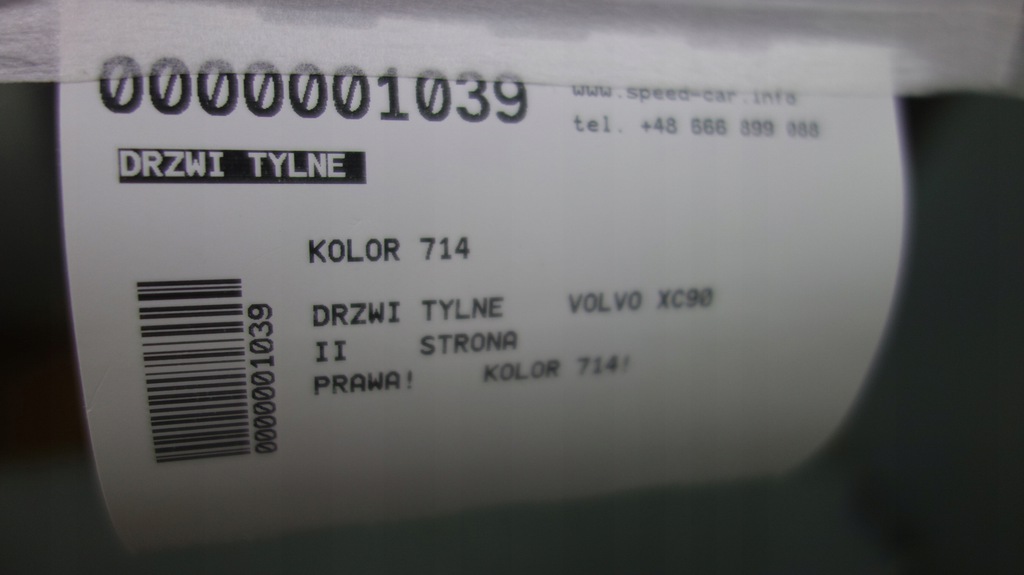 0000001039
www.speed-car.info
tel. +48 666 899 088
DRZWI TYLNE
KOLOR 714
DRZWI TYLNE VOLVO XC90
II STRONA
PRAWA! KOLOR 714!
0000001039